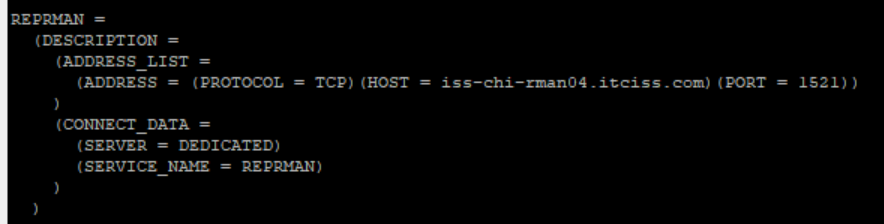 REPRMAN =
  (DESCRIPTION =
    (ADDRESS_LIST =
      (ADDRESS = (PROTOCOL = TCP)(HOST = iss-chi-rman04.itciss.com)(PORT = 1521))
    )
    (CONNECT_DATA =
      (SERVER = DEDICATED)
      (SERVICE_NAME = REPRMAN)
    )
  )